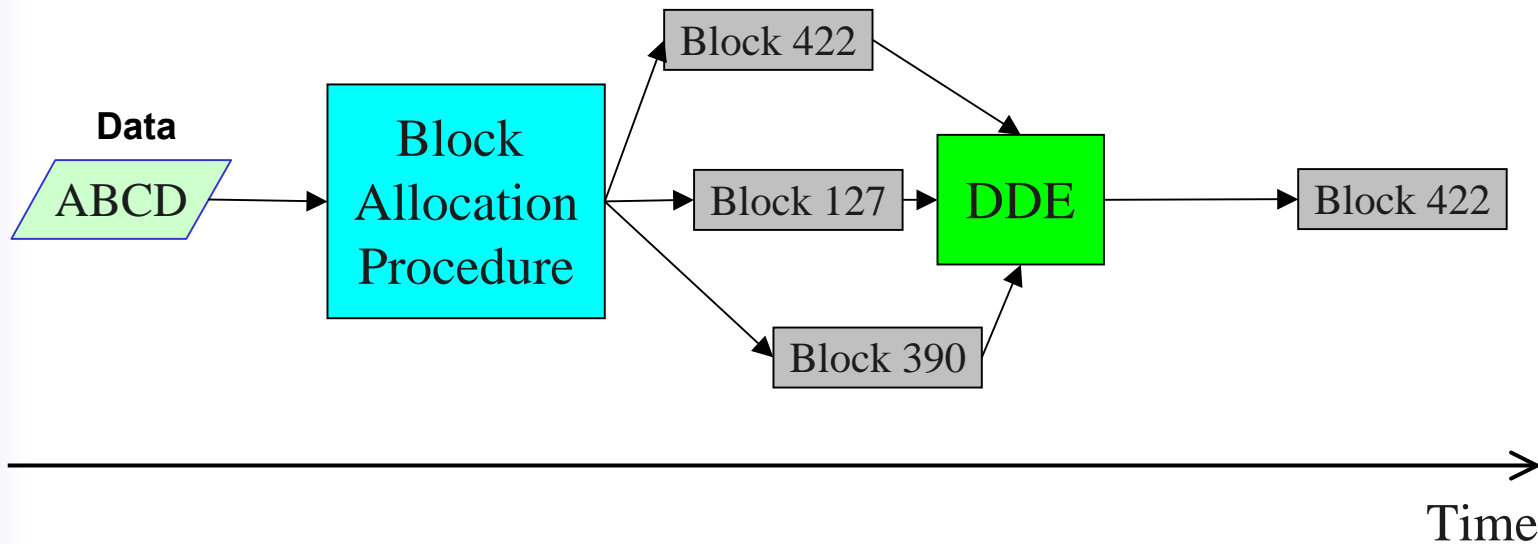 Data
ABCD
Block
Allocation
Procedure
Block 422
Block 127
Block 390
DDE
Block 422
Time